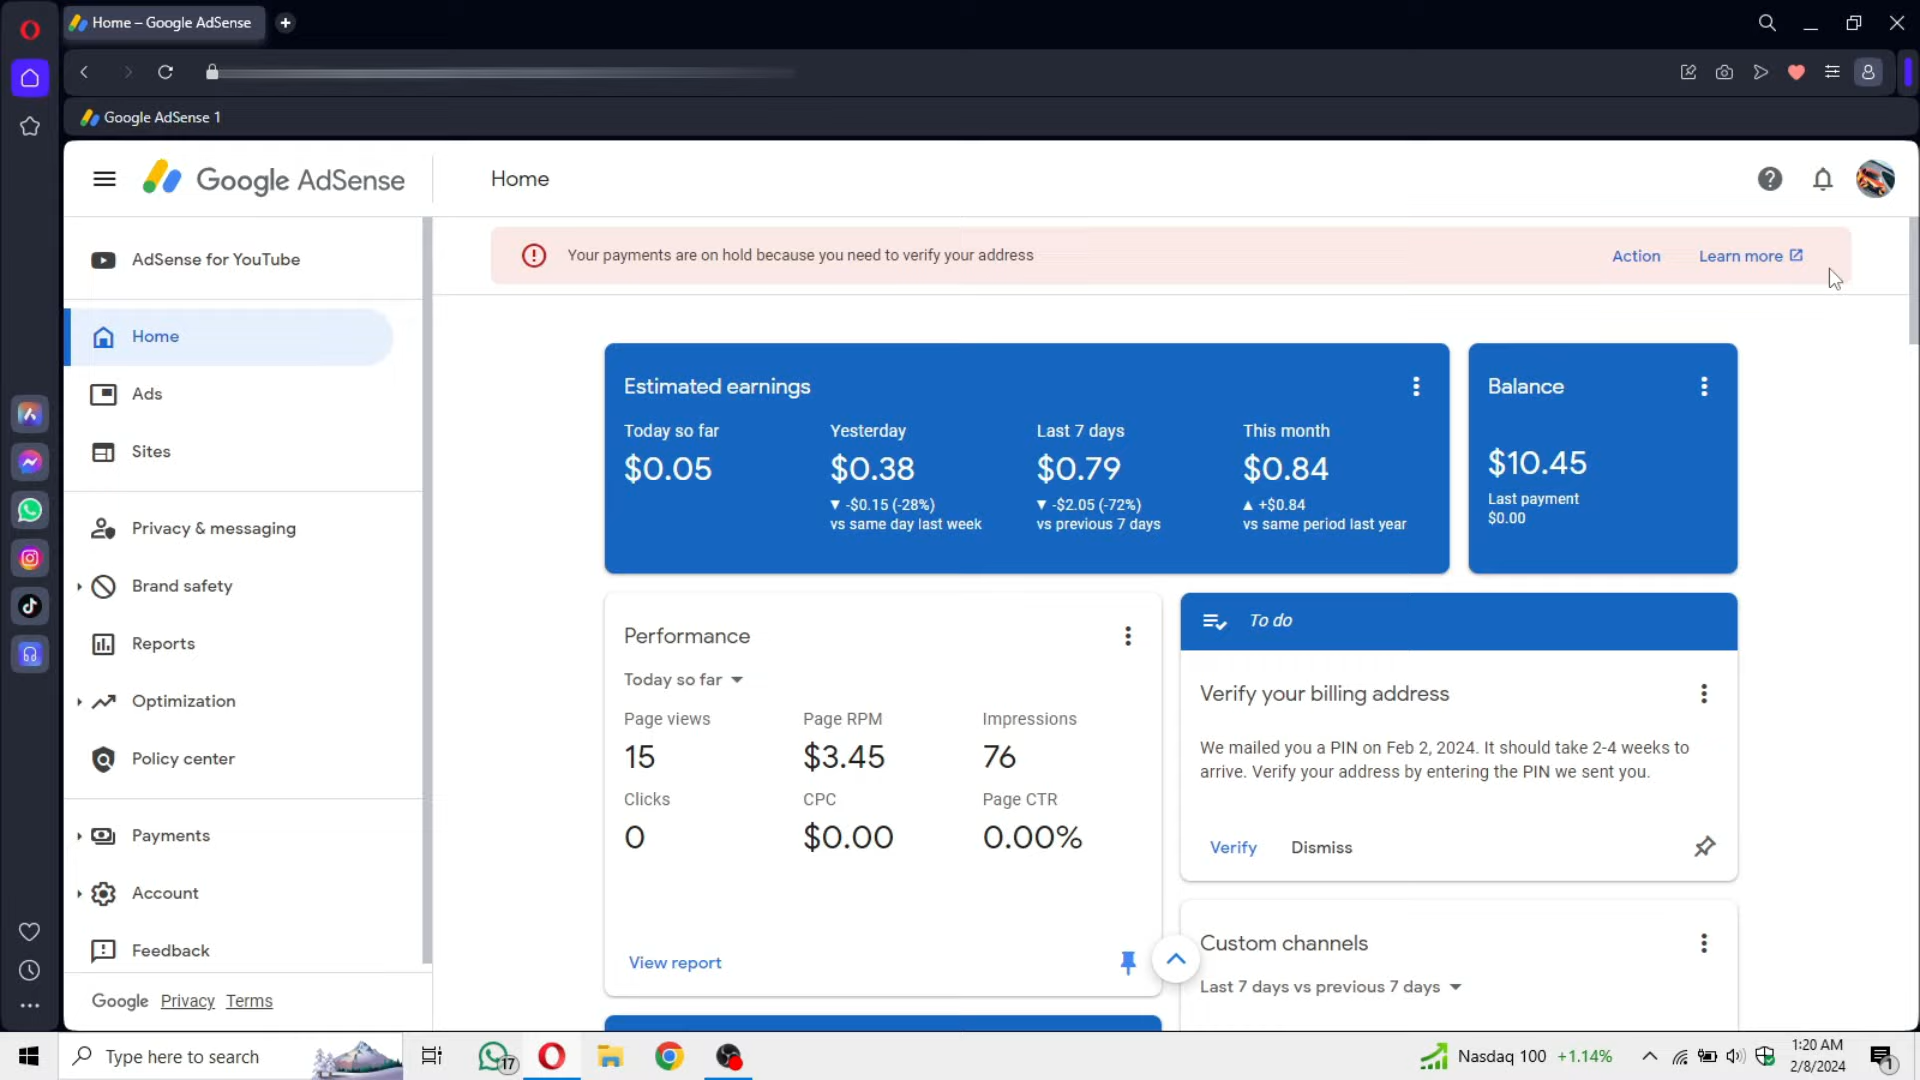 Home – Google AdSense
Google AdSense 1
Google AdSense
Home
AdSense for YouTube
Home
Ads
Sites
Privacy & messaging
Brand safety
Reports
Optimization
Policy center
Payments
Account
Feedback
Google Privacy Terms
Your payments are on hold because you need to verify your address
Action
Learn more
Estimated earnings
Today so far
$0.05
Yesterday
$0.38
▼ -$0.15 (-28%)
vs same day last week
Last 7 days
$0.79
▼ -$2.05 (-72%)
vs previous 7 days
This month
$0.84
▲ +$0.84
vs same period last year
Balance
$10.45
Last payment
$0.00
Performance
Today so far
Page views
15
Page RPM
$3.45
Impressions
76
Clicks
0
CPC
$0.00
Page CTR
0.00%
View report
To do
Verify your billing address
We mailed you a PIN on Feb 2, 2024. It should take 2-4 weeks to
arrive. Verify your address by entering the PIN we sent you.
Verify
Dismiss
Custom channels
Last 7 days vs previous 7 days
Type here to search
17
Nasdaq 100 +1.14%
1:20 AM
2/8/2024
1